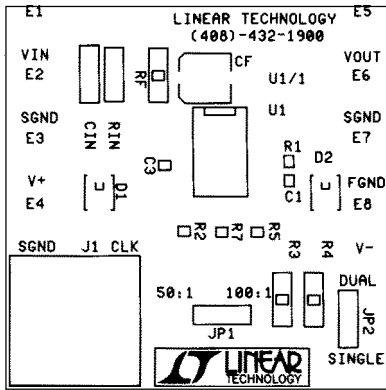 E1
E5
LINEAR TECHNOLOGY
(408)-432-1900
VIN
E2
VOUT
E6
RF
CF
U1/1
SGND
E3
CIN
RIN
U1
SGND
E7
R1
D2
C3
V+
E4
D1
C1
FGND
E8
R2
R7
R5
SGND J1 CLK
R3
R4
V-
50:1 100:1
DUAL
JP1
JP2
SINGLE
LT LINEAR
TECHNOLOGY